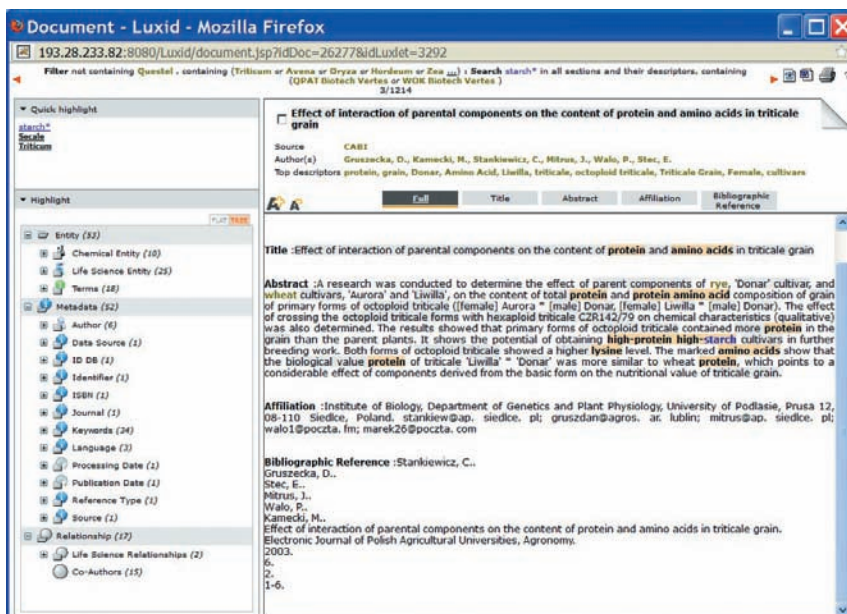 Document - Luxid - Mozilla Firefox
193.28.233.82:8080/Luxid/document.jsp?idDoc=26277&idLuxlet=3292
Filter not containing Questel , containing (Triticum or Avena or Oryza or Hordeum or Zea ...) : Search starch* in all sections and their descriptors, containing
(QPAT Biotech Vertes or WOK Biotech Vertes )
3/1214
Quick highlight
starch*
Secale
Triticum
Highlight
FLAT TREE
Entity (53)
Chemical Entity (10)
Life Science Entity (25)
Terms (18)
Metadata (52)
Author (6)
Data Source (1)
ID DB (1)
Identifier (1)
ISBN (1)
Journal (1)
Keywords (34)
Language (3)
Processing Date (1)
Publication Date (1)
Reference Type (1)
Source (1)
Relationship (17)
Life Science Relationships (2)
Co-Authors (15)
Effect of interaction of parental components on the content of protein and amino acids in triticale
grain
Source CABI
Author(s) Gruszecka, D., Kamecki, M., Stankiewicz, C., Mitrus, J., Walo, P., Stec, E.
Top descriptors protein, grain, Donar, Amino Acid, Liwilla, triticale, octoploid triticale, Triticale Grain, Female, cultivars
Full Title Abstract Affiliation Bibliographic Reference
Title :Effect of interaction of parental components on the content of protein and amino acids in triticale grain
Abstract :A research was conducted to determine the effect of parent components of rye, 'Donar' cultivar, and
wheat cultivars, 'Aurora' and 'Liwilla', on the content of total protein and protein amino acid composition of grain
of primary forms of octoploid triticale ([female] Aurora * [male] Donar, [female] Liwilla * [male] Donar). The effect
of crossing the octoploid triticale forms with hexaploid triticale CZR142/79 on chemical characteristics (qualitative)
was also determined. The results showed that primary forms of octoploid triticale contained more protein in the
grain than the parent plants. It shows the potential of obtaining high-protein high-starch cultivars in further
breeding work. Both forms of octoploid triticale showed a higher lysine level. The marked amino acids show that
the biological value protein of triticale 'Liwilla' * 'Donar' was more similar to wheat protein, which points to a
considerable effect of components derived from the basic form on the nutritional value of triticale grain.
Affiliation :Institute of Biology, Department of Genetics and Plant Physiology, University of Podlasie, Prusa 12,
08-110 Siedlce, Poland. stankiew@ap. siedlce. pl; gruszdan@agros. ar. lublin; mitrus@ap. siedlce. pl;
walo1@poczta. fm; marek26@poczta. com
Bibliographic Reference :Stankiewicz, C..
Gruszecka, D..
Stec, E..
Mitrus, J..
Walo, P..
Kamecki, M..
Effect of interaction of parental components on the content of protein and amino acids in triticale grain.
Electronic Journal of Polish Agricultural Universities, Agronomy.
2003.
6.
2.
1-6.